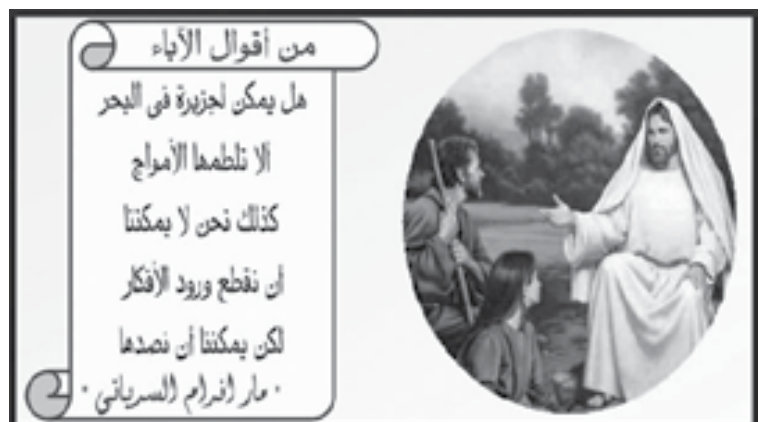 من أقوال الآباء
هل يمكن لجزيرة فى البحر
ألا تلطمها الأمواج
كذلك نحن لا يمكننا
أن نقطع ورود الأفكار
لكن يمكننا أن نصدها
· مار افرام السريانى ·